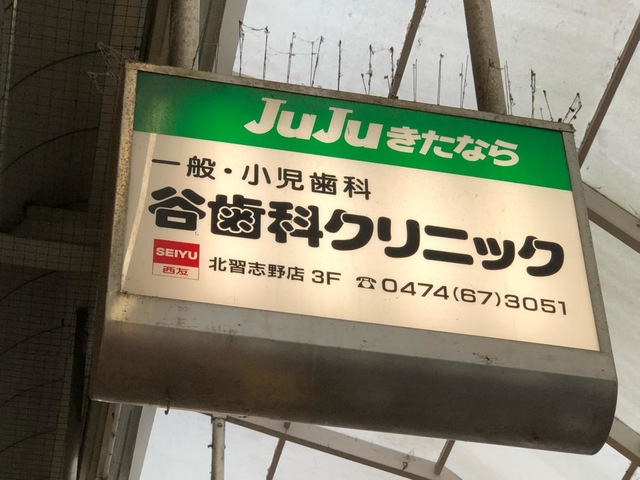 JuJuきたなら
一般・小児歯科
谷歯科クリニック
SEIYU
西友
北習志野店 3F ☎0474(67)3051